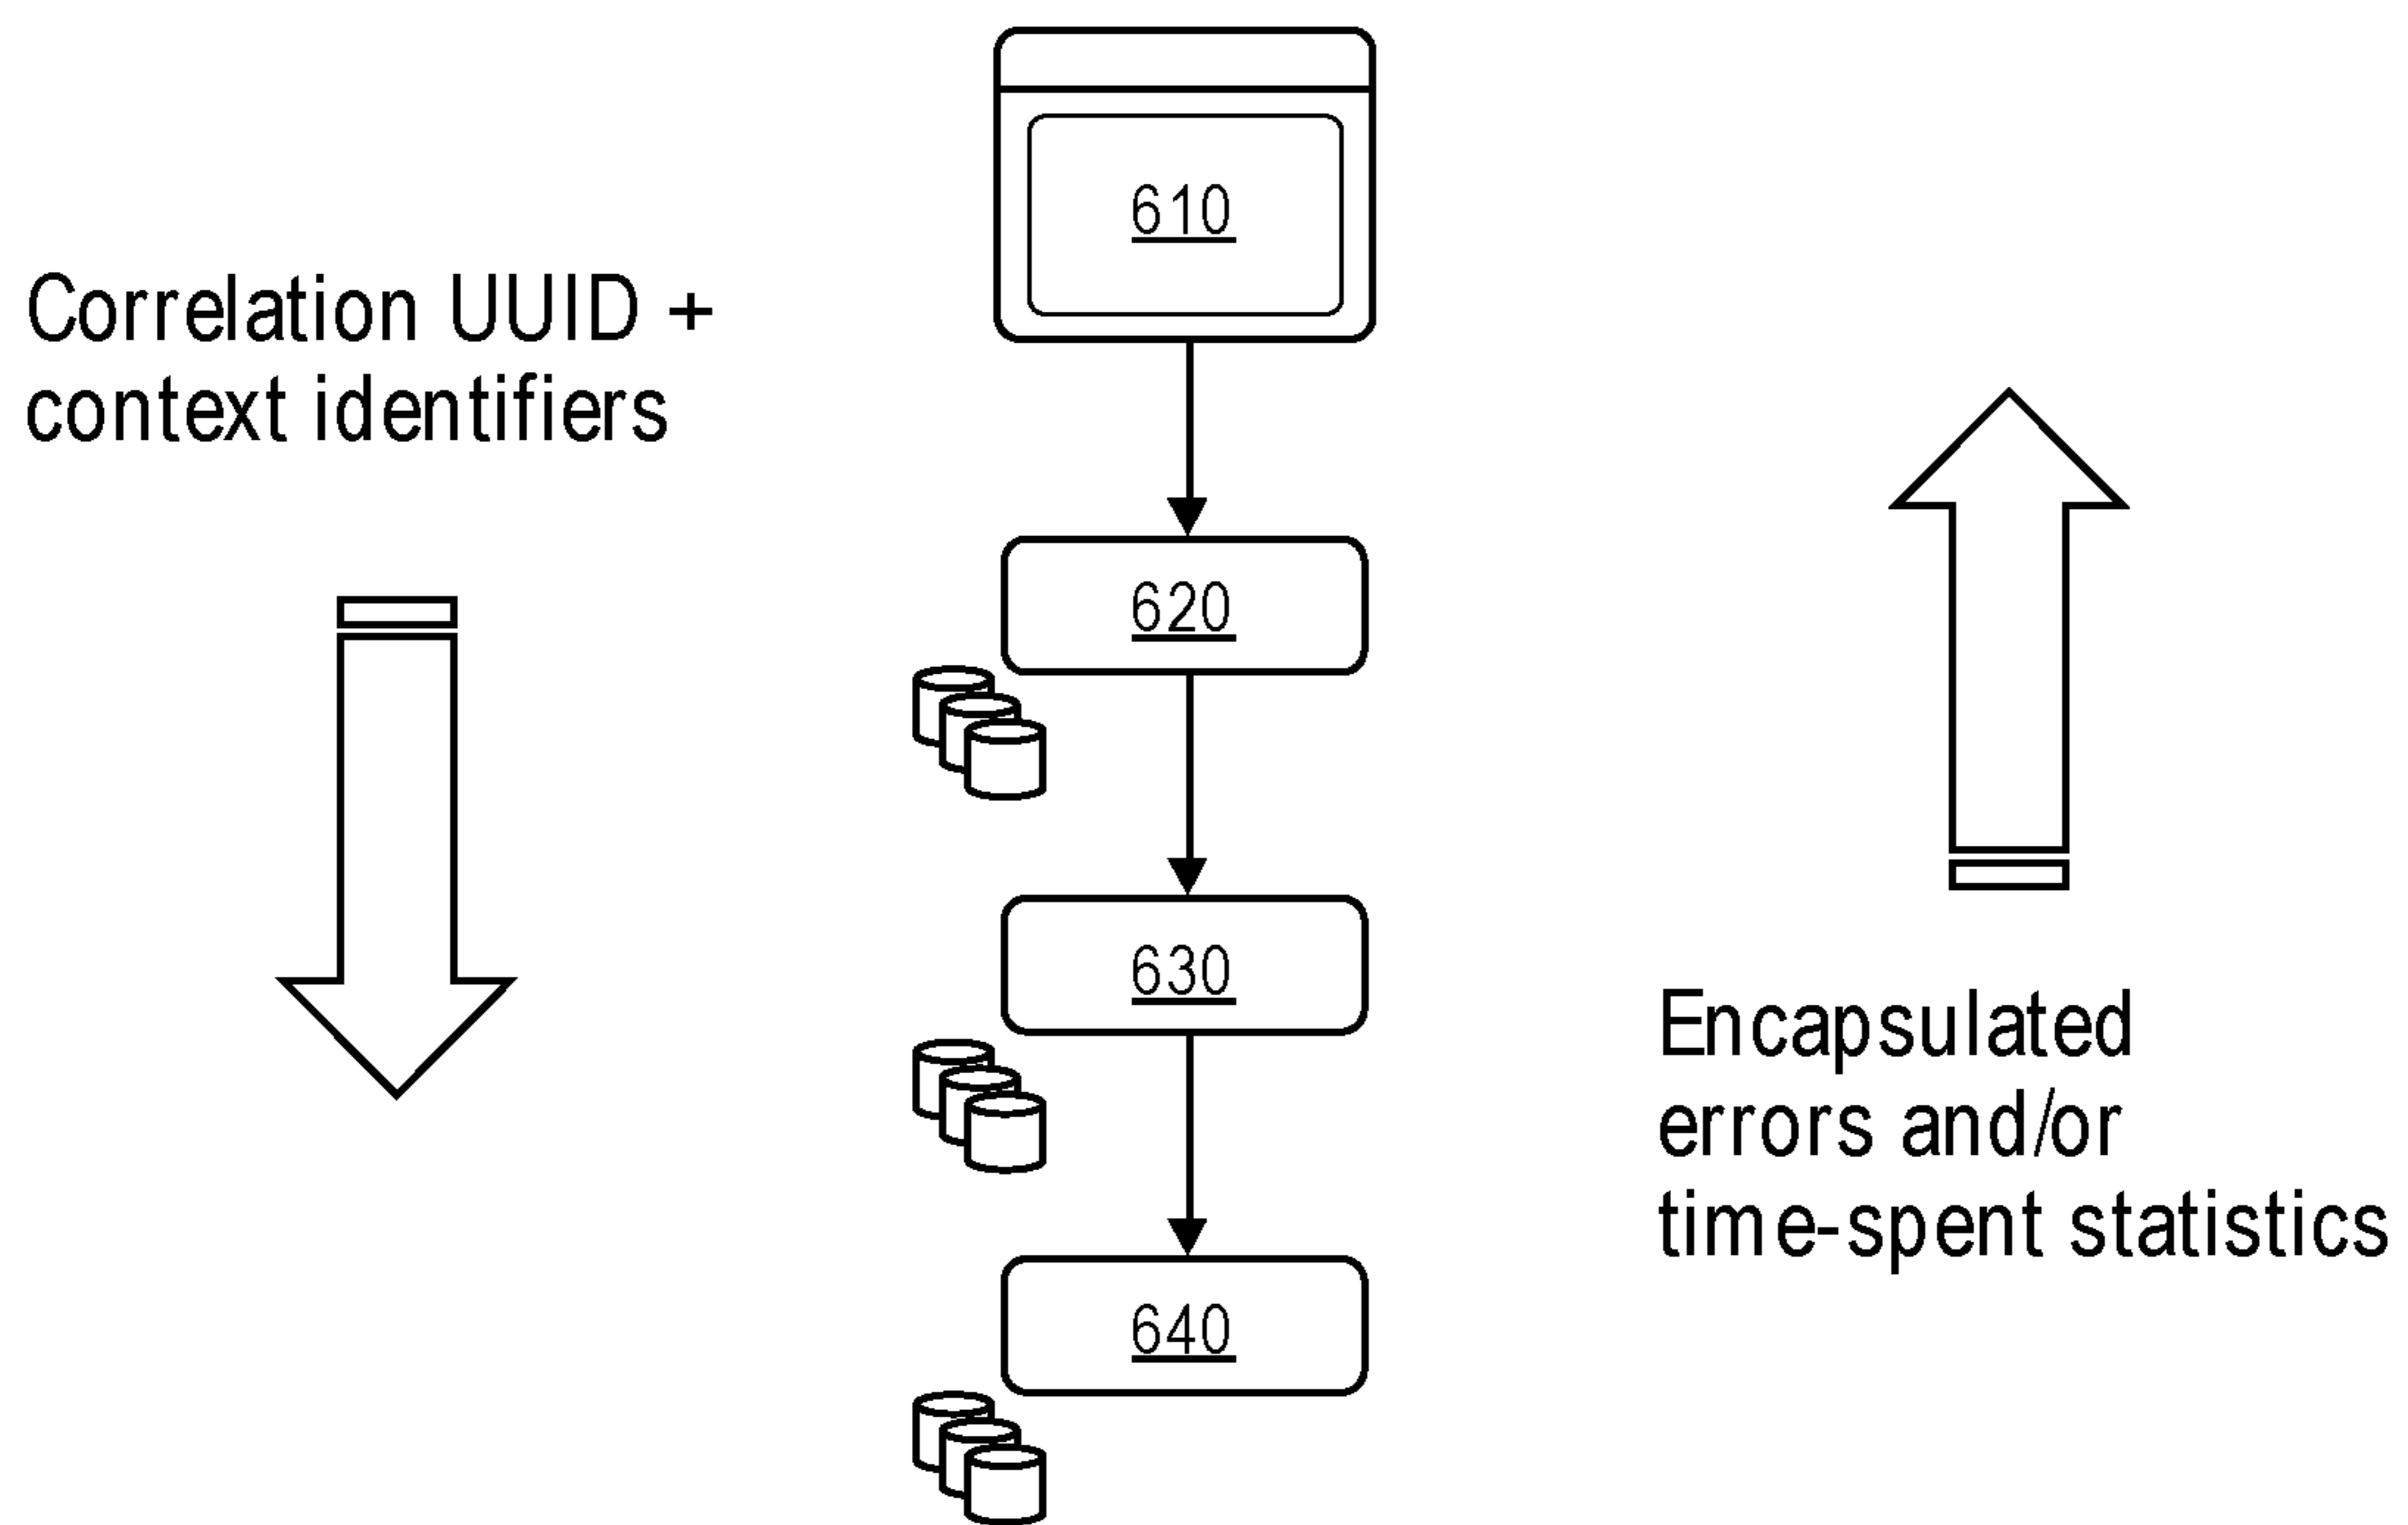 610
Correlation UUID +
context identifiers
620
630
Encapsulated
errors and/or
time-spent statistics
640